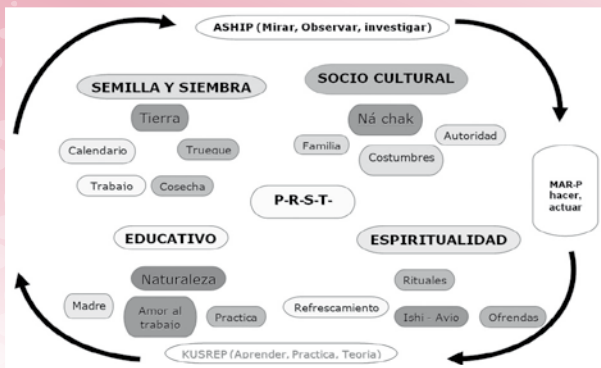 ASHIP (Mirar, Observar, investigar)
SEMILLA Y SIEMBRA
Tierra
Calendario
Trueque
Trabajo
Cosecha
SOCIO CULTURAL
Ná chak
Familia
Autoridad
Costumbres
P-R-S-T-
MAR-P
hacer,
actuar
EDUCATIVO
Naturaleza
Madre
Amor al
trabajo
Practica
ESPIRITUALIDAD
Rituales
Refrescamiento
Ishi - Avio
Ofrendas
KUSREP (Aprender, Practica, Teoria)